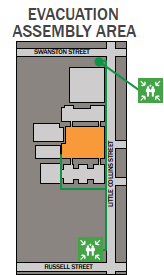 EVACUATION
ASSEMBLY AREA
SWANSTON STREET
LITTLE COLLINS STREET
RUSSELL STREET